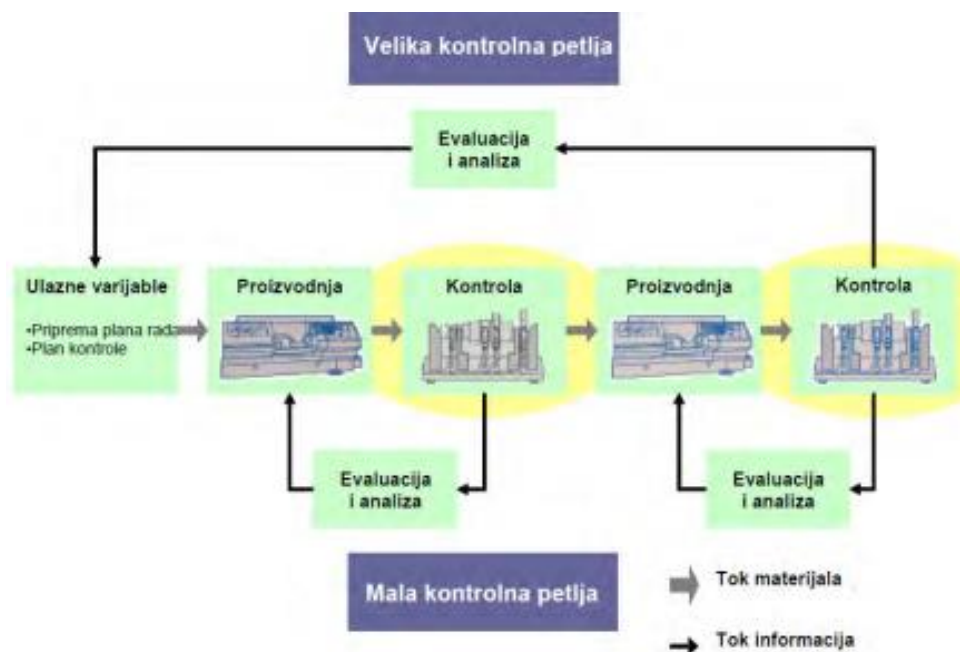 Velika kontrolna petlja
Evaluacija
i analiza
Ulazne varijable
•Priprema plana rada
•Plan kontrole
Proizvodnja
Kontrola
Proizvodnja
Kontrola
Evaluacija
i analiza
Evaluacija
i analiza
Mala kontrolna petlja
Tok materijala
Tok informacija